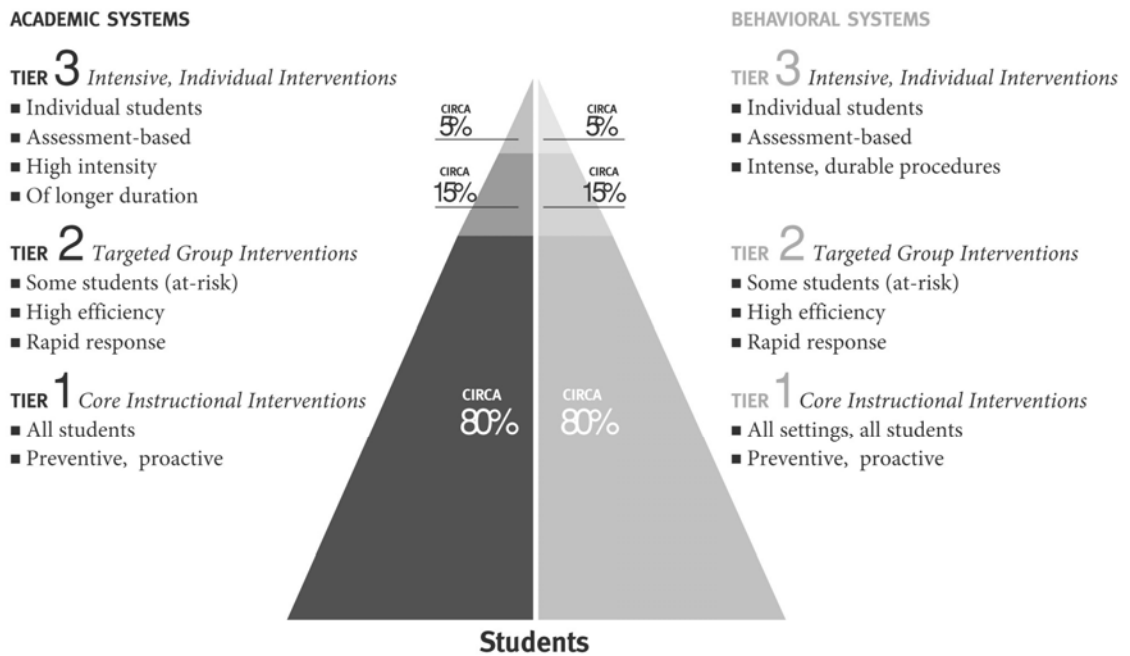 ACADEMIC SYSTEMS
TIER 3 Intensive, Individual Interventions
■ Individual students
■ Assessment-based
■ High intensity
■ Of longer duration
TIER 2 Targeted Group Interventions
■ Some students (at-risk)
■ High efficiency
■ Rapid response
TIER 1 Core Instructional Interventions
■ All students
■ Preventive, proactive
CIRCA
5%
CIRCA
15%
CIRCA
80%
CIRCA
5%
CIRCA
15%
CIRCA
80%
Students
BEHAVIORAL SYSTEMS
TIER 3 Intensive, Individual Interventions
■ Individual students
■ Assessment-based
■ Intense, durable procedures
TIER 2 Targeted Group Interventions
■ Some students (at-risk)
■ High efficiency
■ Rapid response
TIER 1 Core Instructional Interventions
■ All settings, all students
■ Preventive, proactive